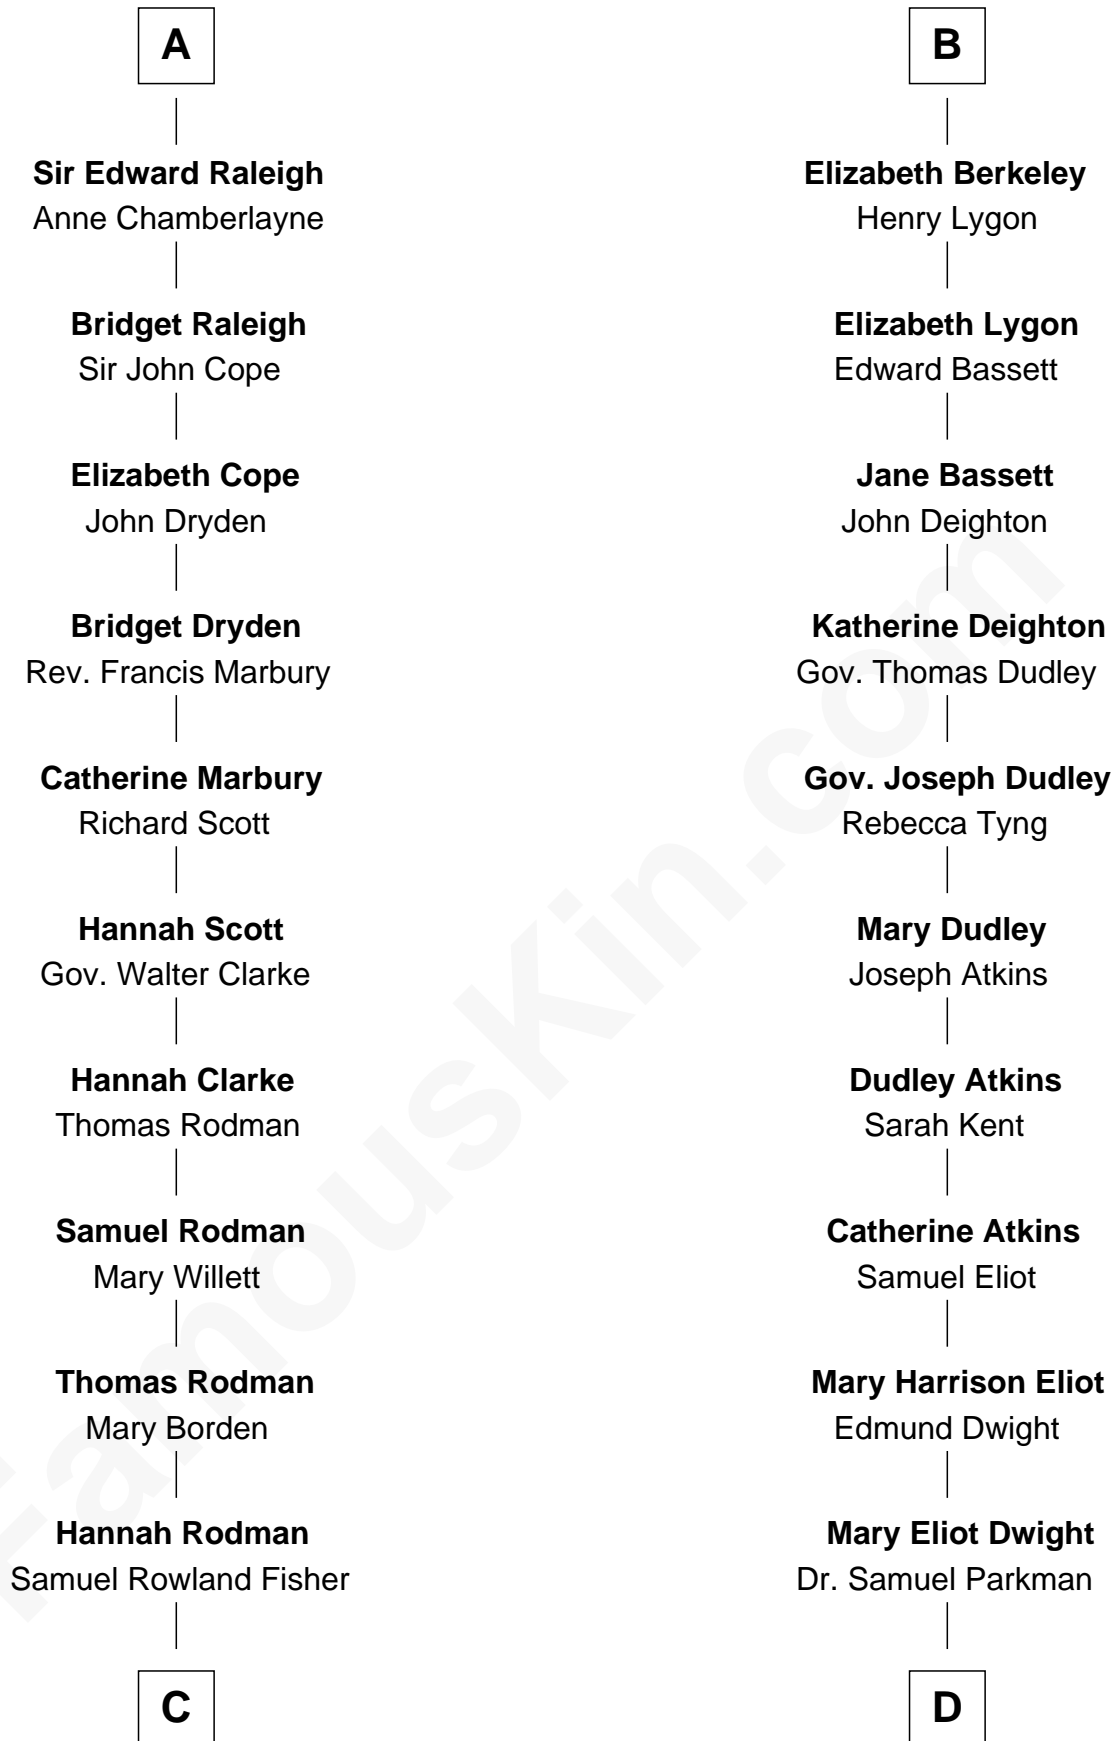 A
Sir Edward Raleigh
Anne Chamberlayne
Bridget Raleigh
Sir John Cope
Elizabeth Cope
John Dryden
Bridget Dryden
Rev. Francis Marbury
Catherine Marbury
Richard Scott
Hannah Scott
Gov. Walter Clarke
Hannah Clarke
Thomas Rodman
Samuel Rodman
Mary Willett
Thomas Rodman
Mary Borden
Hannah Rodman
Samuel Rowland Fisher
C
B
Elizabeth Berkeley
Henry Lygon
Elizabeth Lygon
Edward Bassett
Jane Bassett
John Deighton
Katherine Deighton
Gov. Thomas Dudley
Gov. Joseph Dudley
Rebecca Tyng
Mary Dudley
Joseph Atkins
Dudley Atkins
Sarah Kent
Catherine Atkins
Samuel Eliot
Mary Harrison Eliot
Edmund Dwight
Mary Eliot Dwight
Dr. Samuel Parkman
D
FamousKin.com